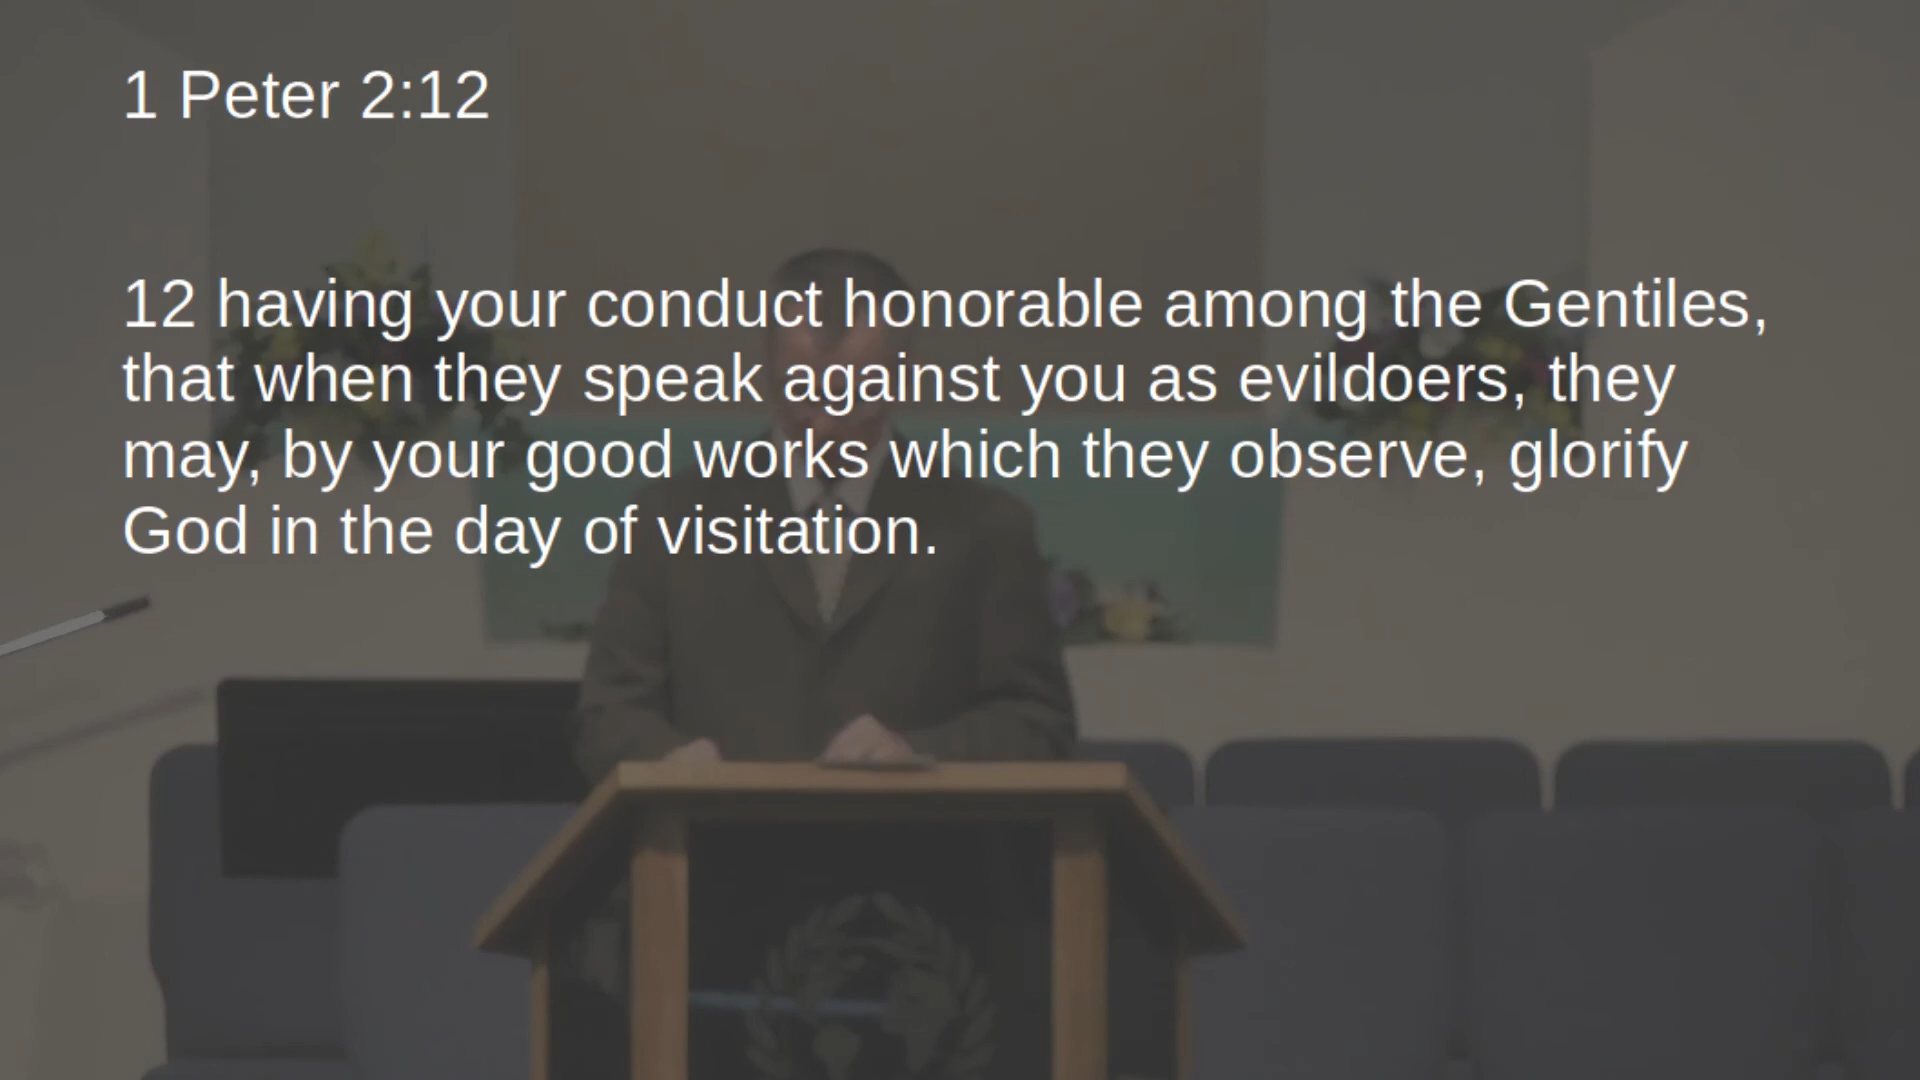 1 Peter 2:12
12 having your conduct honorable among the Gentiles,
that when they speak against you as evildoers, they
may, by your good works which they observe, glorify
God in the day of visitation.